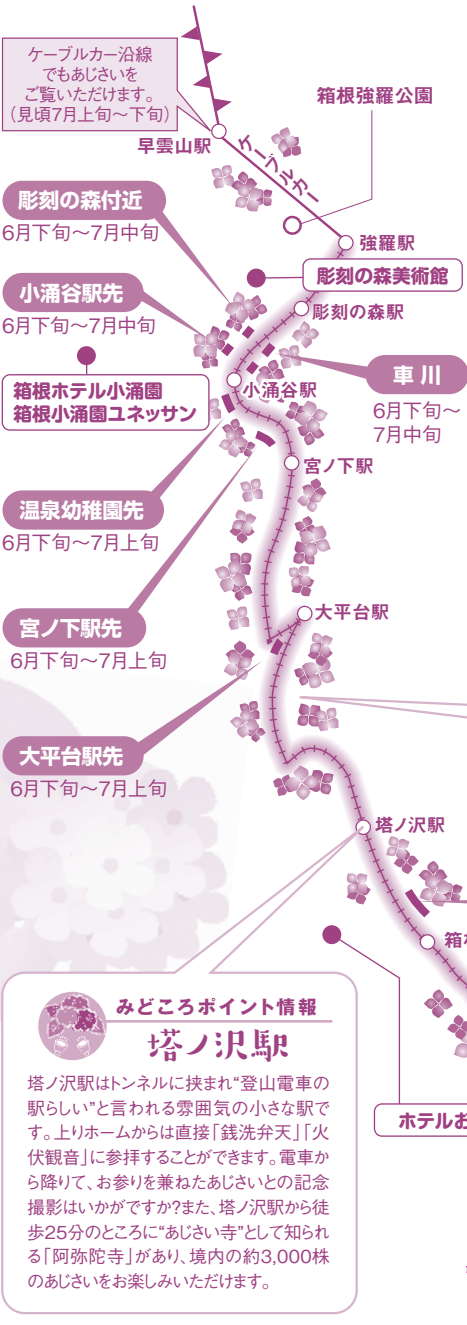 ケーブルカー沿線
でもあじさいを
ご覧いただけます。
(見頃7月上旬～下旬)
箱根強羅公園
早雲山駅
ケーブルカー
強羅駅
彫刻の森付近
6月下旬～7月中旬
彫刻の森美術館
小涌谷駅先
6月下旬～7月中旬
彫刻の森駅
車川
6月下旬～
7月中旬
箱根ホテル小涌園
箱根小涌園ユネッサン
小涌谷駅
宮ノ下駅
温泉幼稚園先
6月下旬～7月上旬
大平台駅
宮ノ下駅先
6月下旬～7月上旬
大平台駅先
6月下旬～7月上旬
塔ノ沢駅
箱
みどころポイント情報
塔ノ沢駅
塔ノ沢駅はトンネルに挟まれ“登山電車の
駅らしい”と言われる雰囲気の小さな駅で
す。上りホームからは直接「銭洗弁天」「火
伏観音」に参拝することができます。電車か
ら降りて、お参りを兼ねたあじさいとの記念
撮影はいかがですか?また、塔ノ沢駅から徒
歩25分のところに“あじさい寺”として知られ
る「阿弥陀寺」があり、境内の約3,000株
のあじさいをお楽しみいただけます。
ホテルお